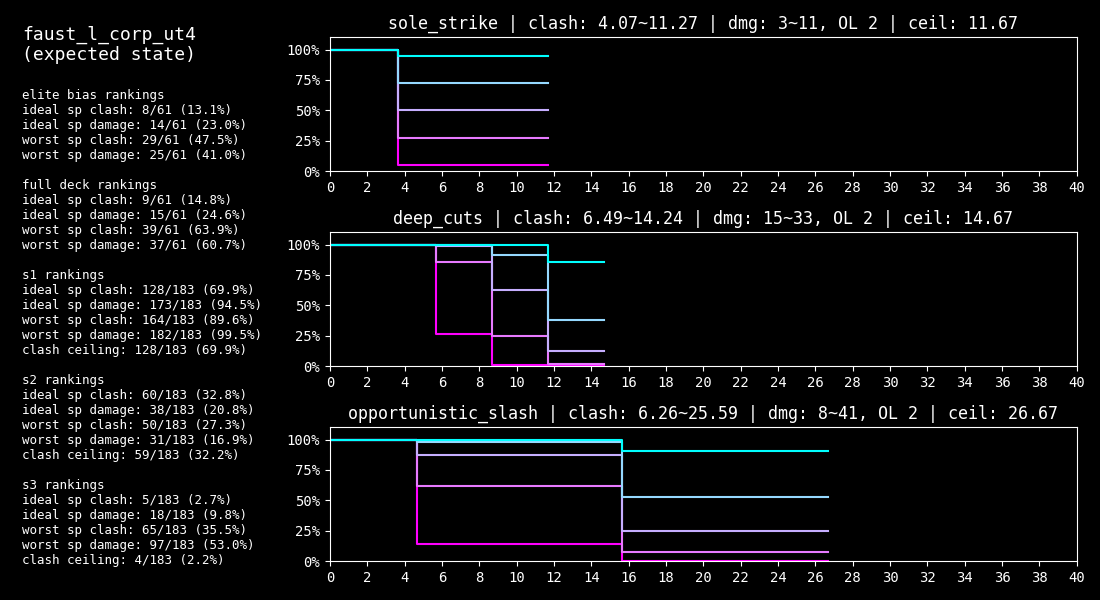 faust_l_corp_ut4
(expected state)
elite bias rankings
ideal sp clash: 8/61 (13.1%)
ideal sp damage: 14/61 (23.0%)
worst sp clash: 29/61 (47.5%)
worst sp damage: 25/61 (41.0%)
full deck rankings
ideal sp clash: 9/61 (14.8%)
ideal sp damage: 15/61 (24.6%)
worst sp clash: 39/61 (63.9%)
worst sp damage: 37/61 (60.7%)
s1 rankings
ideal sp clash: 128/183 (69.9%)
ideal sp damage: 173/183 (94.5%)
worst sp clash: 164/183 (89.6%)
worst sp damage: 182/183 (99.5%)
clash ceiling: 128/183 (69.9%)
s2 rankings
ideal sp clash: 60/183 (32.8%)
ideal sp damage: 38/183 (20.8%)
worst sp clash: 50/183 (27.3%)
worst sp damage: 31/183 (16.9%)
clash ceiling: 59/183 (32.2%)
s3 rankings
ideal sp clash: 5/183 (2.7%)
ideal sp damage: 18/183 (9.8%)
worst sp clash: 65/183 (35.5%)
worst sp damage: 97/183 (53.0%)
clash ceiling: 4/183 (2.2%)
sole_strike | clash: 4.07~11.27 | dmg: 3~11, OL 2 | ceil: 11.67
100%
75%
50%
25%
0%
0 2 4 6 8 10 12 14 16 18 20 22 24 26 28 30 32 34 36 38 40
deep_cuts | clash: 6.49~14.24 | dmg: 15~33, OL 2 | ceil: 14.67
100%
75%
50%
25%
0%
0 2 4 6 8 10 12 14 16 18 20 22 24 26 28 30 32 34 36 38 40
opportunistic_slash | clash: 6.26~25.59 | dmg: 8~41, OL 2 | ceil: 26.67
100%
75%
50%
25%
0%
0 2 4 6 8 10 12 14 16 18 20 22 24 26 28 30 32 34 36 38 40